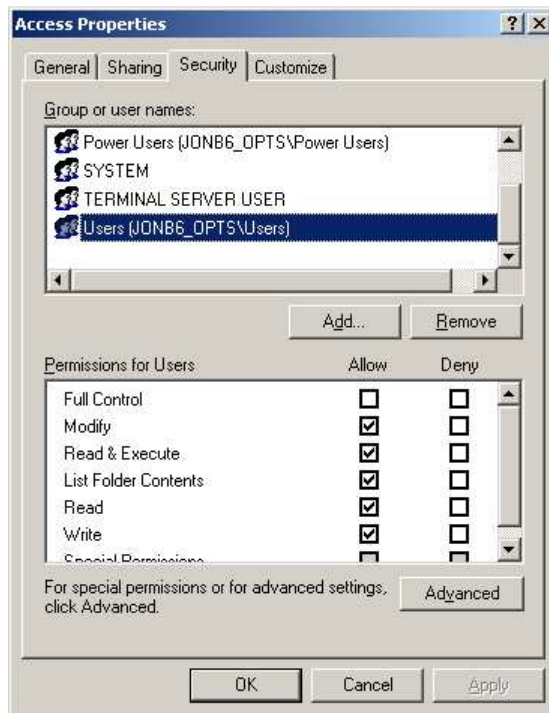 Access Properties
?
General Sharing Security Customize
Group or user names:
Power Users (JONB6_OPTS\Power Users)
SYSTEM
TERMINAL SERVER USER
Users (JONB6_OPTS\Users)
Add... Remove
Permissions for Users Allow Deny
Full Control
Modify
Read & Execute
List Folder Contents
Read
Write
Special Permissions
For special permissions or for advanced settings,
click Advanced.
Advanced
OK Cancel Apply